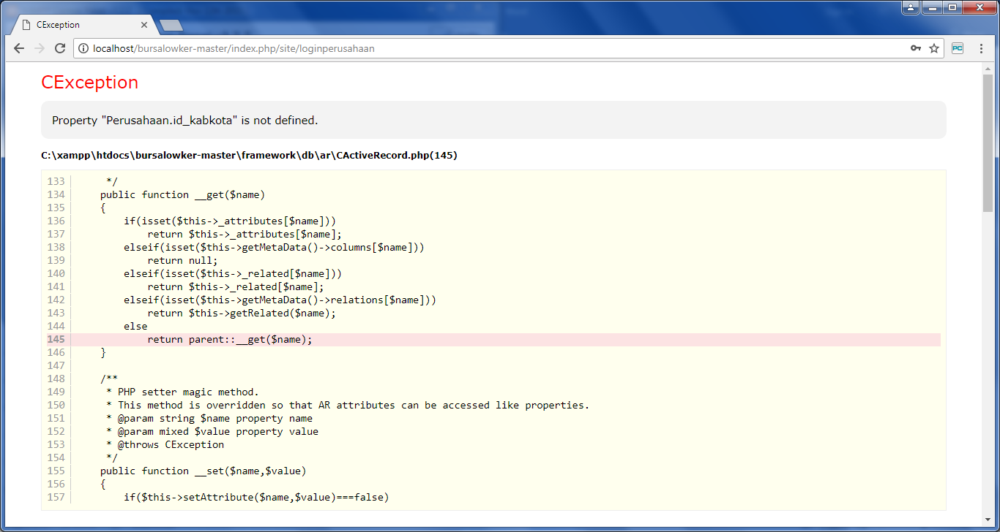 CException
localhost/bursalowker-master/index.php/site/loginperusahaan
PC
CException
Property "Perusahaan.id_kabkota" is not defined.
C:\xampp\htdocs\bursalowker-master\framework\db\ar\CActiveRecord.php(145)
133      */
134     public function __get($name)
135     {
136         if(isset($this->_attributes[$name]))
137             return $this->_attributes[$name];
138         elseif(isset($this->getMetaData()->columns[$name]))
139             return null;
140         elseif(isset($this->_related[$name]))
141             return $this->_related[$name];
142         elseif(isset($this->getMetaData()->relations[$name]))
143             return $this->getRelated($name);
144         else
145             return parent::__get($name);
146     }
147
148     /**
149      * PHP setter magic method.
150      * This method is overridden so that AR attributes can be accessed like properties.
151      * @param string $name property name
152      * @param mixed $value property value
153      * @throws CException
154      */
155     public function __set($name,$value)
156     {
157         if($this->setAttribute($name,$value)===false)